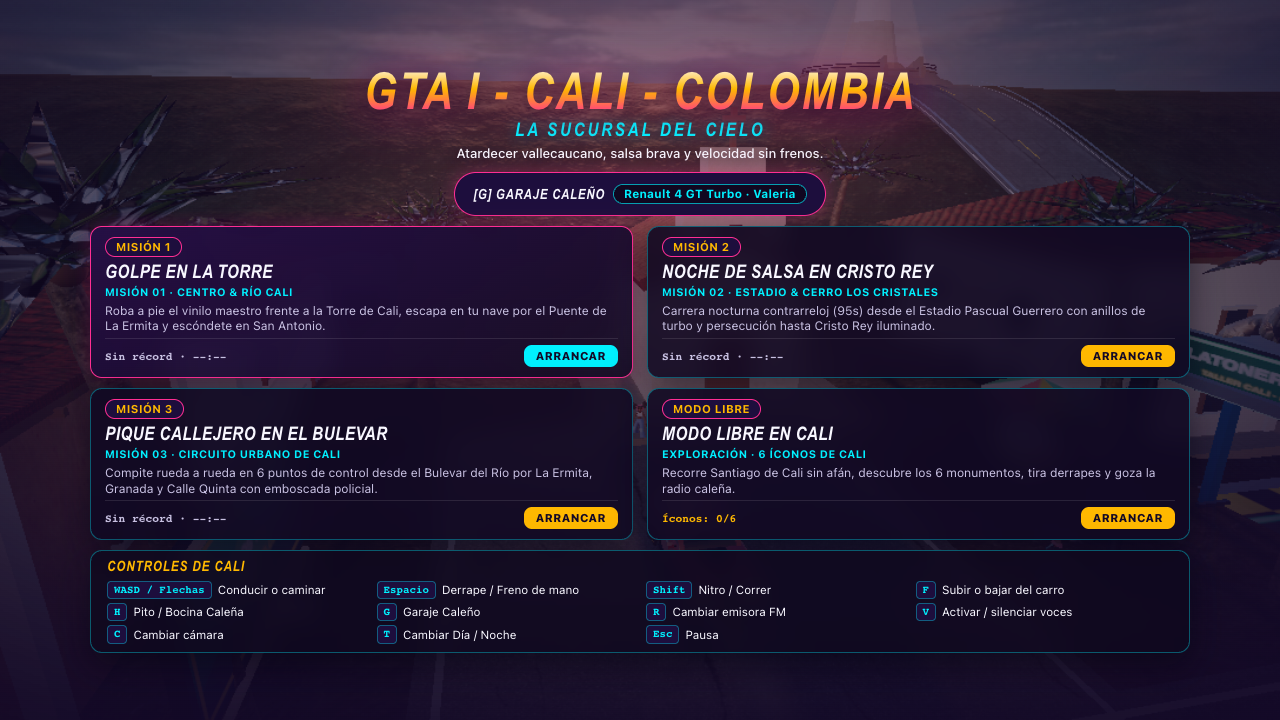 GTA I - CALI - COLOMBIA
LA SUCURSAL DEL CIELO
Atardecer vallecaucano, salsa brava y velocidad sin frenos.
[G] GARAJE CALEÑO Renault 4 GT Turbo · Valeria
MISIÓN 1
GOLPE EN LA TORRE
MISIÓN 01 · CENTRO & RÍO CALI
Roba a pie el vinilo maestro frente a la Torre de Cali, escapa en tu nave por el Puente de
La Ermita y escóndete en San Antonio.
Sin récord · --:--
ARRANCAR
MISIÓN 2
NOCHE DE SALSA EN CRISTO REY
MISIÓN 02 · ESTADIO & CERRO LOS CRISTALES
Carrera nocturna contrarreloj (95s) desde el Estadio Pascual Guerrero con anillos de
turbo y persecución hasta Cristo Rey iluminado.
Sin récord · --:--
ARRANCAR
MISIÓN 3
PIQUE CALLEJERO EN EL BULEVAR
MISIÓN 03 · CIRCUITO URBANO DE CALI
Compite rueda a rueda en 6 puntos de control desde el Bulevar del Río por La Ermita,
Granada y Calle Quinta con emboscada policial.
Sin récord · --:--
ARRANCAR
MODO LIBRE
MODO LIBRE EN CALI
EXPLORACIÓN · 6 ÍCONOS DE CALI
Recorre Santiago de Cali sin afán, descubre los 6 monumentos, tira derrapes y goza la
radio caleña.
Íconos: 0/6
ARRANCAR
CONTROLES DE CALI
WASD / Flechas Conducir o caminar
Espacio Derrape / Freno de mano
Shift Nitro / Correr
F Subir o bajar del carro
H Pito / Bocina Caleña
G Garaje Caleño
R Cambiar emisora FM
V Activar / silenciar voces
C Cambiar cámara
T Cambiar Día / Noche
Esc Pausa